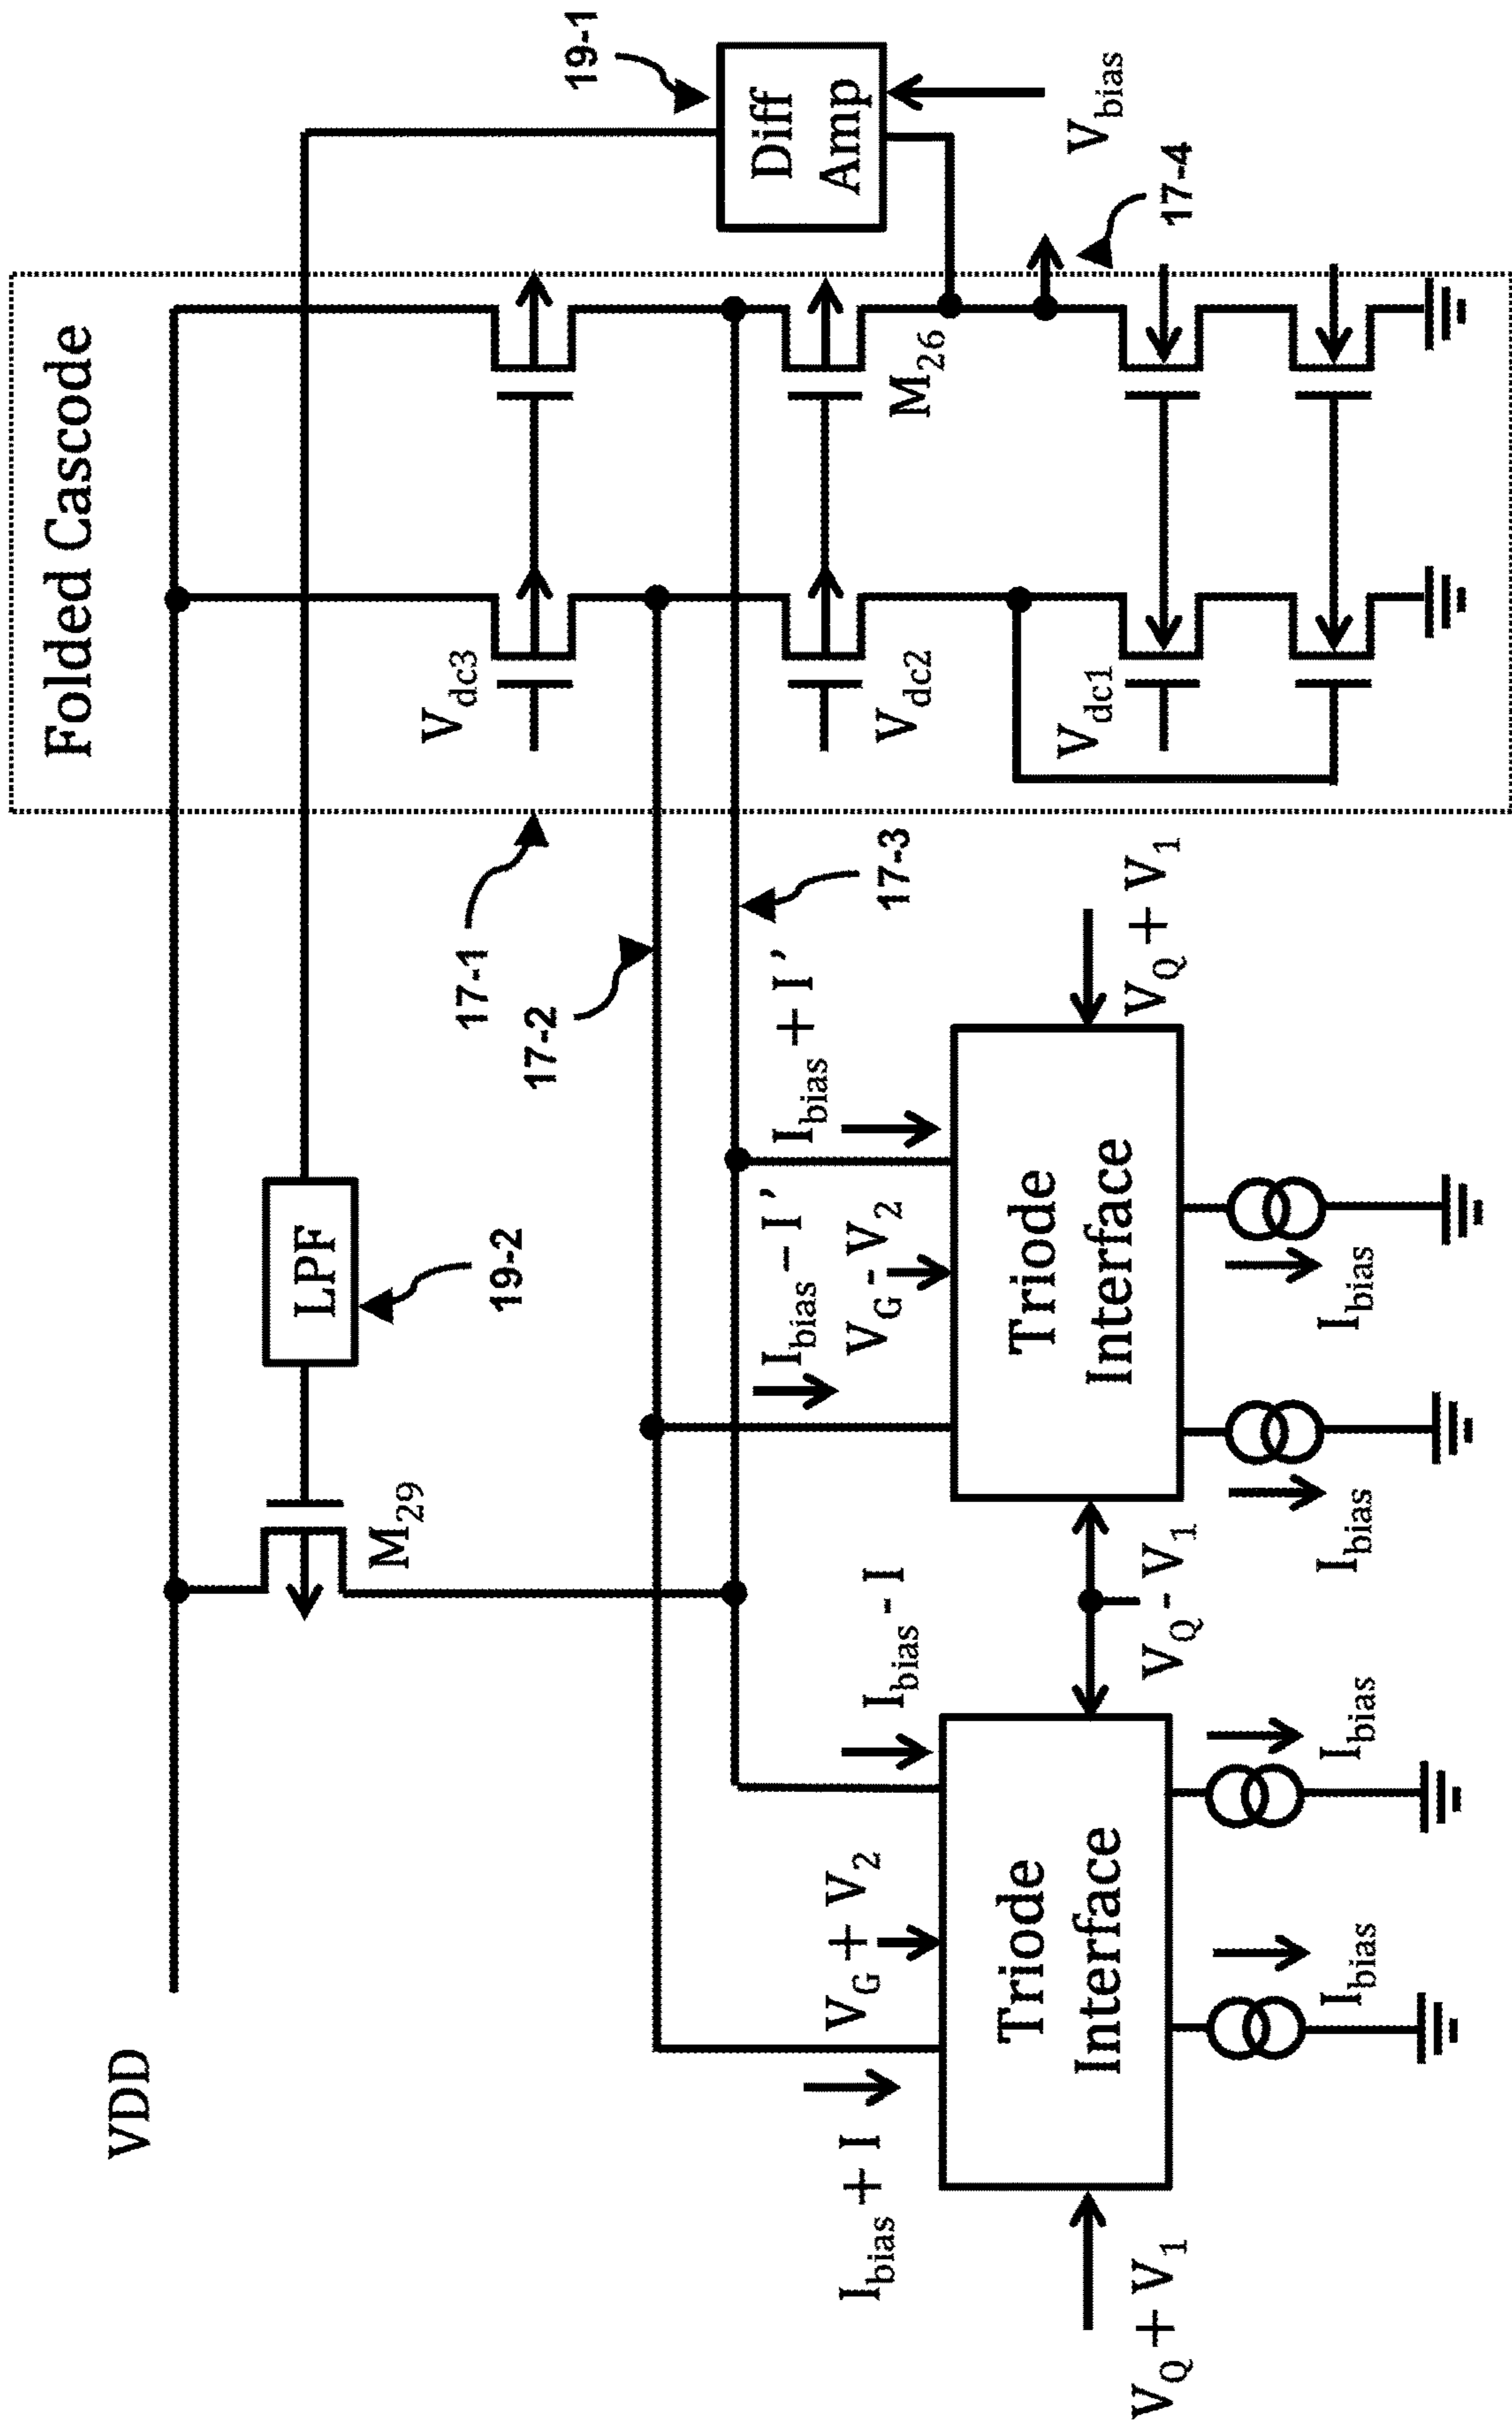 VDD
Folded Cascode
19-1
Diff
Amp
V_bias
17-4
LPF
19-2
M_29
V_dc3
V_dc2
M_26
V_dc1
17-1
17-2
17-3
I_bias + I
V_G + V_2
I_bias - I
I_bias - I'
V_G - V_2
I_bias + I'
Triode
Interface
Triode
Interface
V_Q + V_1
V_Q - V_1
V_Q + V_1
I_bias
I_bias
I_bias
I_bias